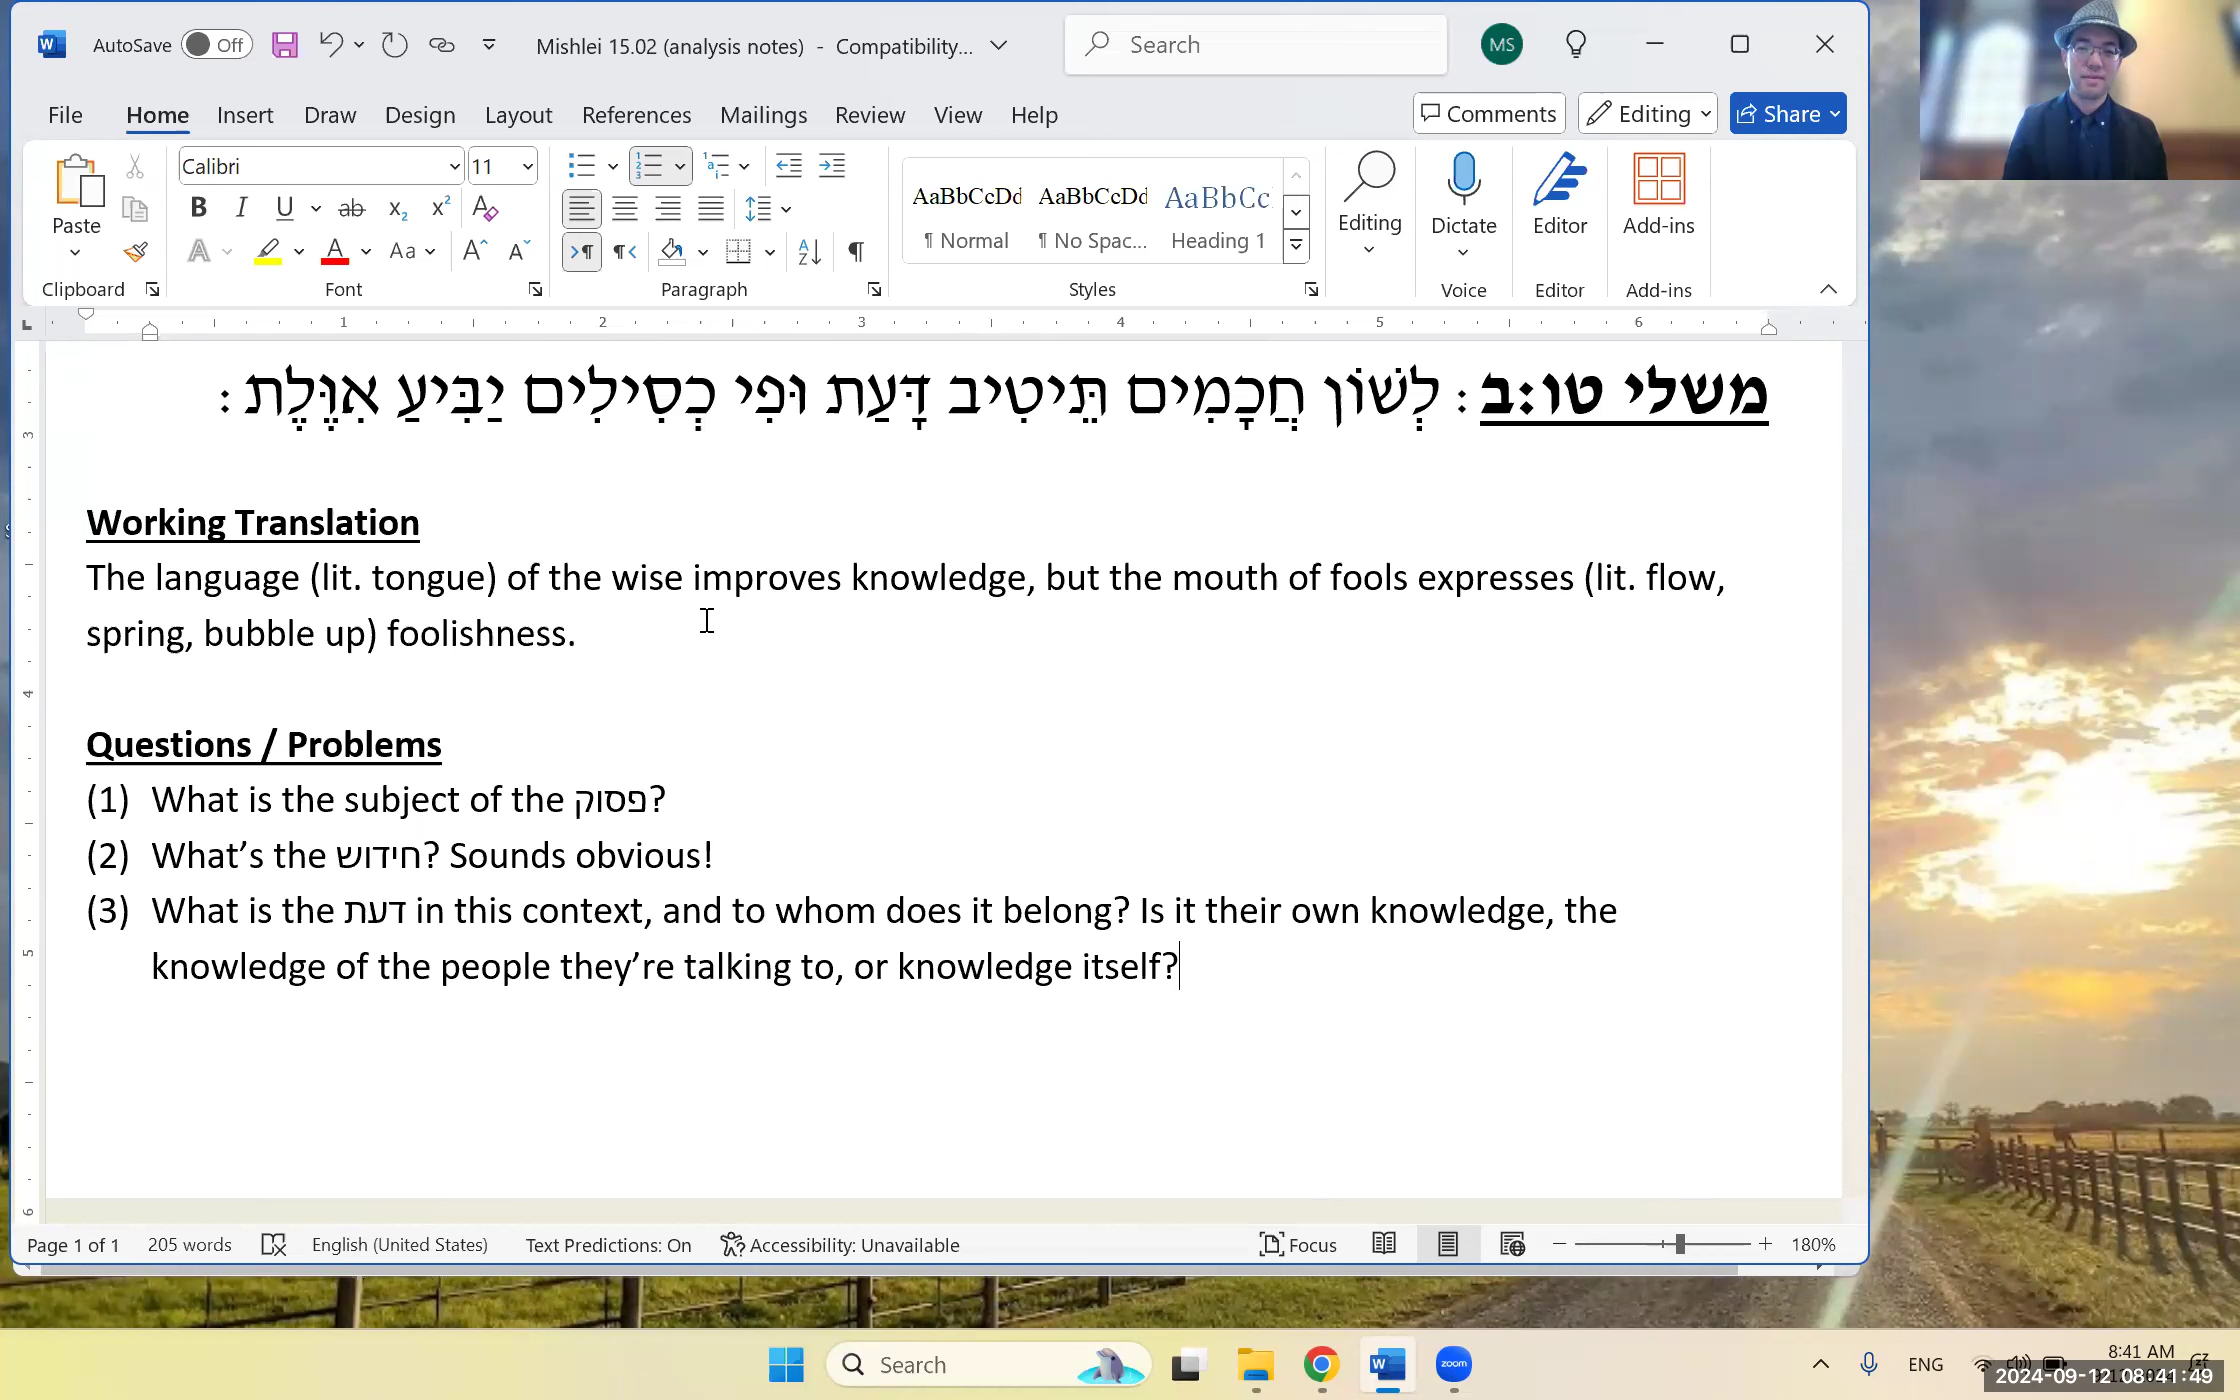 AutoSave Off Mishlei 15.02 (analysis notes) - Compatibility... Search MS
File Home Insert Draw Design Layout References Mailings Review View Help Comments Editing Share
Paste Calibri 11 AaBbCcDd AaBbCcDd AaBbCc Editing Dictate Editor Add-ins
¶ Normal ¶ No Spac... Heading 1
Clipboard Font Paragraph Styles Voice Editor Add-ins
1 2 3 4 5 6
משלי טו:ב: לְשׁוֹן חֲכָמִים תֵּיטִיב דָּעַת וּפִי כְסִילִים יַבִּיעַ אִוֶּלֶת:
Working Translation
The language (lit. tongue) of the wise improves knowledge, but the mouth of fools expresses (lit. flow,
spring, bubble up) foolishness.
Questions / Problems
(1) What is the subject of the פסוק?
(2) What’s the חידוש? Sounds obvious!
(3) What is the דעת in this context, and to whom does it belong? Is it their own knowledge, the
knowledge of the people they’re talking to, or knowledge itself?
Page 1 of 1 205 words English (United States) Text Predictions: On Accessibility: Unavailable Focus 180%
Search zoom ENG 8:41 AM
2024-09-12 08:41:49